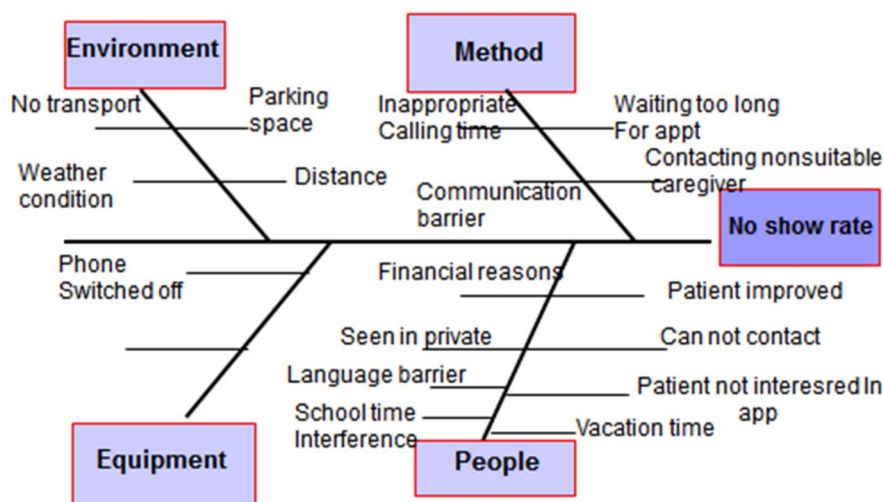 Environment
Method
No transport
Parking
space
Inappropriate
Calling time
Waiting too long
For appt
Weather
condition
Distance
Communication
barrier
Contacting nonsuitable
caregiver
No show rate
Phone
Switched off
Financial reasons
Patient improved
Seen in private
Can not contact
Language barrier
Patient not interesred In
app
School time
Interference
Vacation time
Equipment
People